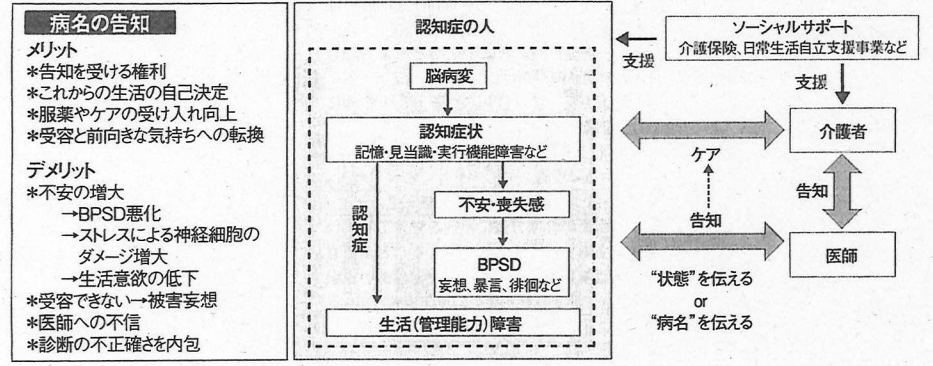 病名の告知
メリット
*告知を受ける権利
*これからの生活の自己決定
*服薬やケアの受け入れ向上
*受容と前向きな気持ちへの転換
デメリット
*不安の増大
→BPSD悪化
→ストレスによる神経細胞の
ダメージ増大
→生活意欲の低下
*受容できない→被害妄想
*医師への不信
*診断の不正確さを内包
認知症の人
脳病変
認知症状
記憶・見当識・実行機能障害など
認知症
不安・喪失感
BPSD
妄想、暴言、徘徊など
生活(管理能力)障害
ソーシャルサポート
介護保険、日常生活自立支援事業など
支援
支援
介護者
ケア
告知
告知
医師
“状態”を伝える
or
“病名”を伝える